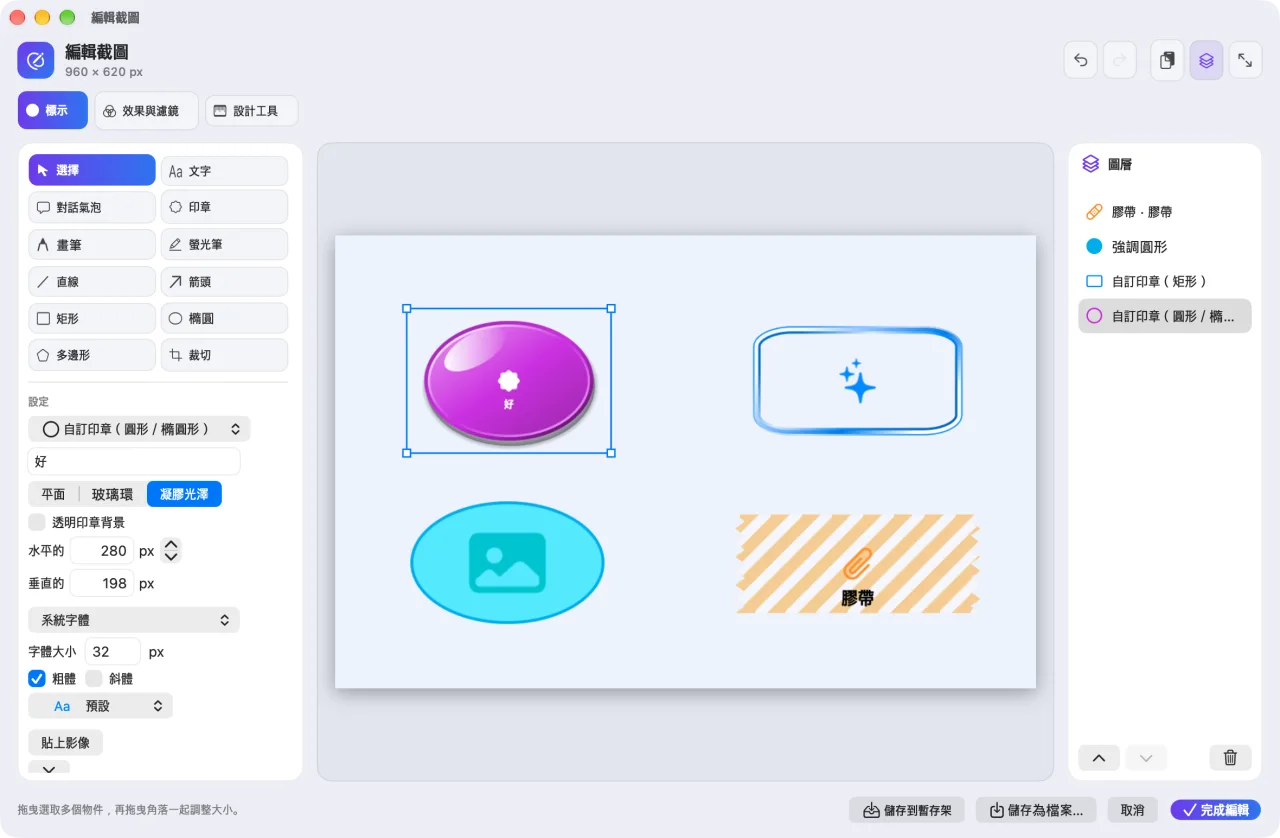 編輯截圖
編輯截圖
960 × 620 px
標示
效果與濾鏡
設計工具
選擇
Aa 文字
對話氣泡
印章
畫筆
螢光筆
直線
箭頭
矩形
橢圓
多邊形
裁切
設定
自訂印章（圓形 / 橢圓形）
好
平面
玻璃環
凝膠光澤
透明印章背景
水平的 280 px
垂直的 198 px
系統字體
字體大小 32 px
粗體
斜體
Aa 預設
貼上影像
好
膠帶
圖層
膠帶 · 膠帶
強調圓形
自訂印章（矩形）
自訂印章（圓形 / 橢...
拖曳選取多個物件，再拖曳角落一起調整大小。
儲存到暫存架
儲存為檔案...
取消
完成編輯